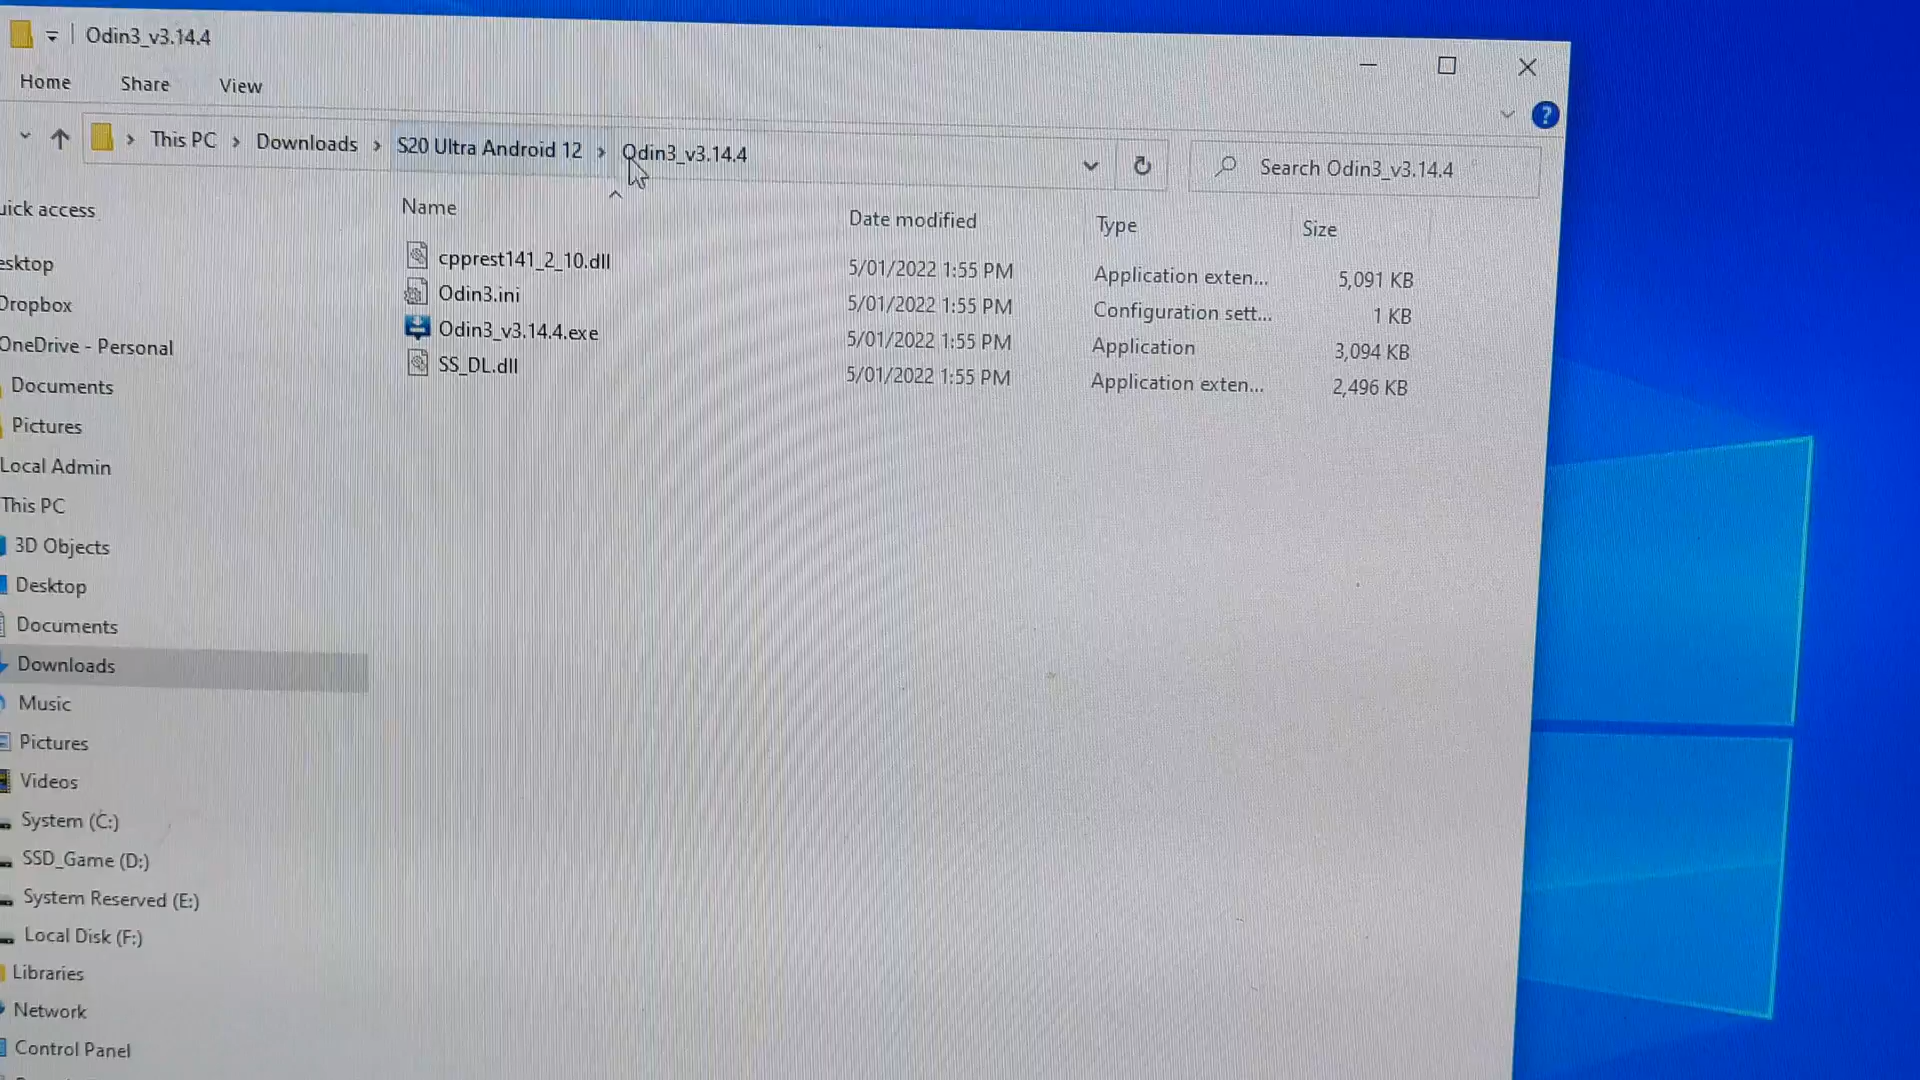 Odin3_v3.14.4
Home Share View
This PC Downloads S20 Ultra Android 12 Odin3_v3.14.4
Search Odin3_v3.14.4
?
Name Date modified Type Size
cpprest141_2_10.dll 5/01/2022 1:55 PM Application exten... 5,091 KB
Odin3.ini 5/01/2022 1:55 PM Configuration sett... 1 KB
Odin3_v3.14.4.exe 5/01/2022 1:55 PM Application 3,094 KB
SS_DL.dll 5/01/2022 1:55 PM Application exten... 2,496 KB
uick access
esktop
Dropbox
OneDrive - Personal
Documents
Pictures
Local Admin
This PC
3D Objects
Desktop
Documents
Downloads
Music
Pictures
Videos
System (C:)
SSD_Game (D:)
System Reserved (E:)
Local Disk (F:)
Libraries
Network
Control Panel